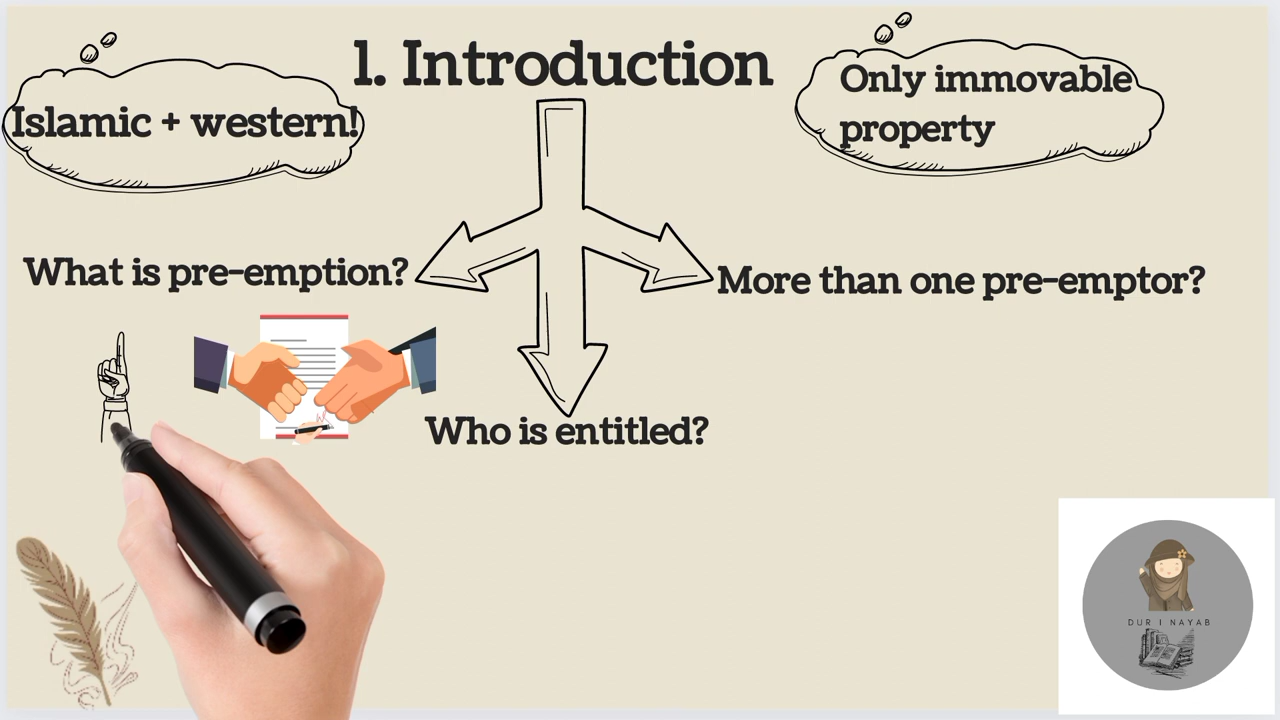 1. Introduction
Islamic + western!
Only immovable
property
What is pre-emption?
More than one pre-emptor?
Who is entitled?
DUR I NAYAB